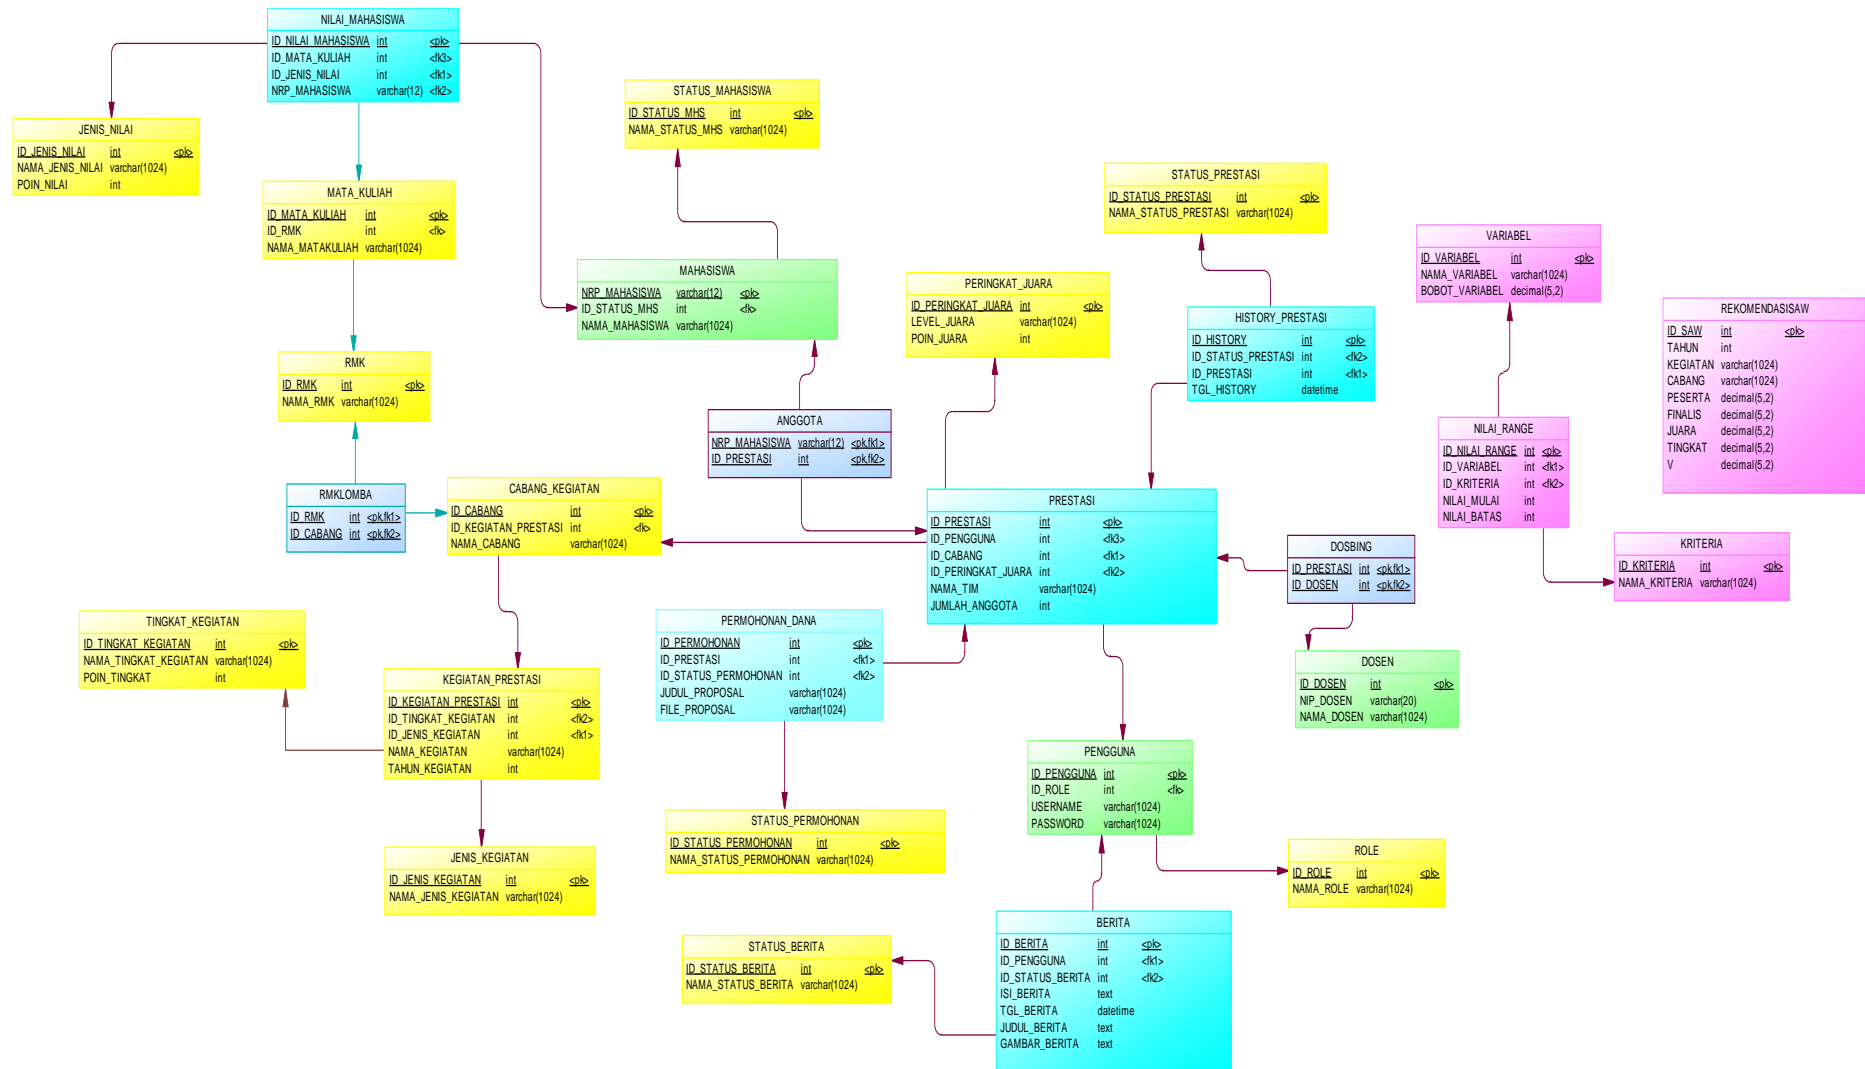 NILAI_MAHASISWA
ID_NILAI_MAHASISWA int <pk>
ID_MATA_KULIAH int <fk3>
ID_JENIS_NILAI int <fk1>
NRP_MAHASISWA varchar(12) <fk2>
JENIS_NILAI
ID_JENIS_NILAI int <pk>
NAMA_JENIS_NILAI varchar(1024)
POIN_NILAI int
MATA_KULIAH
ID_MATA_KULIAH int <pk>
ID_RMK int <fk>
NAMA_MATAKULIAH varchar(1024)
STATUS_MAHASISWA
ID_STATUS_MHS int <pk>
NAMA_STATUS_MHS varchar(1024)
MAHASISWA
NRP_MAHASISWA varchar(12) <pk>
ID_STATUS_MHS int <fk>
NAMA_MAHASISWA varchar(1024)
STATUS_PRESTASI
ID_STATUS_PRESTASI int <pk>
NAMA_STATUS_PRESTASI varchar(1024)
PERINGKAT_JUARA
ID_PERINGKAT_JUARA int <pk>
LEVEL_JUARA varchar(1024)
POIN_JUARA int
HISTORY_PRESTASI
ID_HISTORY int <pk>
ID_STATUS_PRESTASI int <fk2>
ID_PRESTASI int <fk1>
TGL_HISTORY datetime
VARIABEL
ID_VARIABEL int <pk>
NAMA_VARIABEL varchar(1024)
BOBOT_VARIABEL decimal(5,2)
REKOMENDASISAW
ID_SAW int <pk>
TAHUN int
KEGIATAN varchar(1024)
CABANG varchar(1024)
PESERTA decimal(5,2)
FINALIS decimal(5,2)
JUARA decimal(5,2)
TINGKAT decimal(5,2)
V decimal(5,2)
RMK
ID_RMK int <pk>
NAMA_RMK varchar(1024)
ANGGOTA
NRP_MAHASISWA varchar(12) <pk,fk1>
ID_PRESTASI int <pk,fk2>
NILAI_RANGE
ID_NILAI_RANGE int <pk>
ID_VARIABEL int <fk1>
ID_KRITERIA int <fk2>
NILAI_MULAI int
NILAI_BATAS int
RMKLOMBA
ID_RMK int <pk,fk1>
ID_CABANG int <pk,fk2>
CABANG_KEGIATAN
ID_CABANG int <pk>
ID_KEGIATAN_PRESTASI int <fk>
NAMA_CABANG varchar(1024)
PRESTASI
ID_PRESTASI int <pk>
ID_PENGGUNA int <fk3>
ID_CABANG int <fk1>
ID_PERINGKAT_JUARA int <fk2>
NAMA_TIM varchar(1024)
JUMLAH_ANGGOTA int
DOSBING
ID_PRESTASI int <pk,fk1>
ID_DOSEN int <pk,fk2>
KRITERIA
ID_KRITERIA int <pk>
NAMA_KRITERIA varchar(1024)
TINGKAT_KEGIATAN
ID_TINGKAT_KEGIATAN int <pk>
NAMA_TINGKAT_KEGIATAN varchar(1024)
POIN_TINGKAT int
PERMOHONAN_DANA
ID_PERMOHONAN int <pk>
ID_PRESTASI int <fk1>
ID_STATUS_PERMOHONAN int <fk2>
JUDUL_PROPOSAL varchar(1024)
FILE_PROPOSAL varchar(1024)
DOSEN
ID_DOSEN int <pk>
NIP_DOSEN varchar(20)
NAMA_DOSEN varchar(1024)
KEGIATAN_PRESTASI
ID_KEGIATAN_PRESTASI int <pk>
ID_TINGKAT_KEGIATAN int <fk2>
ID_JENIS_KEGIATAN int <fk1>
NAMA_KEGIATAN varchar(1024)
TAHUN_KEGIATAN int
PENGGUNA
ID_PENGGUNA int <pk>
ID_ROLE int <fk>
USERNAME varchar(1024)
PASSWORD varchar(1024)
STATUS_PERMOHONAN
ID_STATUS_PERMOHONAN int <pk>
NAMA_STATUS_PERMOHONAN varchar(1024)
JENIS_KEGIATAN
ID_JENIS_KEGIATAN int <pk>
NAMA_JENIS_KEGIATAN varchar(1024)
ROLE
ID_ROLE int <pk>
NAMA_ROLE varchar(1024)
STATUS_BERITA
ID_STATUS_BERITA int <pk>
NAMA_STATUS_BERITA varchar(1024)
BERITA
ID_BERITA int <pk>
ID_PENGGUNA int <fk1>
ID_STATUS_BERITA int <fk2>
ISI_BERITA text
TGL_BERITA datetime
JUDUL_BERITA text
GAMBAR_BERITA text